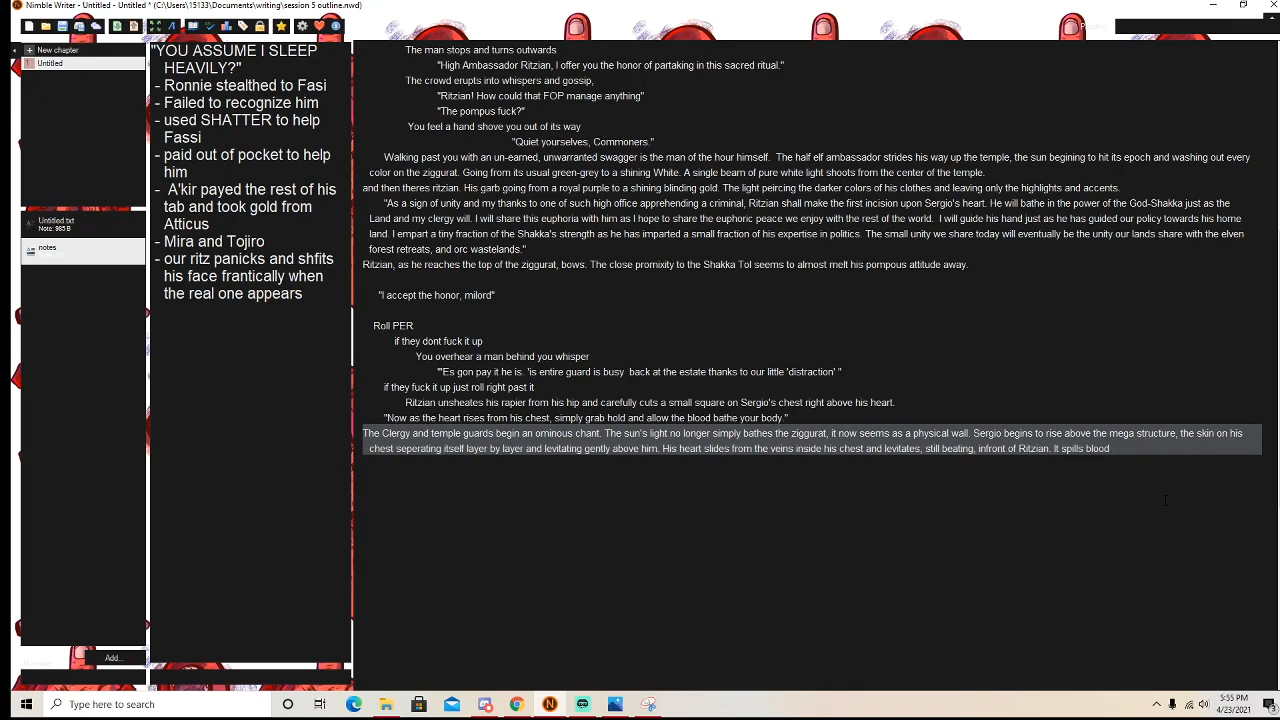 Nimble Writer - Untitled - Untitled * (C:\Users\15133\Documents\writing\session 5 outline.nwd)
New chapter
Untitled
Untitled.txt
Note: 985 B
notes
Add...
"YOU ASSUME I SLEEP
HEAVILY?"
- Ronnie stealthed to Fasi
- Failed to recognize him
- used SHATTER to help
Fassi
- paid out of pocket to help
him
- A'kir payed the rest of his
tab and took gold from
Atticus
- Mira and Tojiro
- our ritz panicks and shfits
his face frantically when
the real one appears
The man stops and turns outwards
"High Ambassador Ritzian, I offer you the honor of partaking in this sacred ritual."
The crowd erupts into whispers and gossip,
"Ritzian! How could that FOP manage anything"
"The pompus fuck?"
You feel a hand shove you out of its way
"Quiet yourselves, Commoners."
Walking past you with an un-earned, unwarranted swagger is the man of the hour himself. The half elf ambassador strides his way up the temple, the sun begining to hit its epoch and washing out every
color on the ziggurat. Going from its usual green-grey to a shining White. A single beam of pure white light shoots from the center of the temple.
and then theres ritzian. His garb going from a royal purple to a shining blinding gold. The light peircing the darker colors of his clothes and leaving only the highlights and accents.
"As a sign of unity and my thanks to one of such high office apprehending a criminal, Ritzian shall make the first incision upon Sergio's heart. He will bathe in the power of the God-Shakka just as the
Land and my clergy will. I will share this euphoria with him as I hope to share the euphoric peace we enjoy with the rest of the world. I will guide his hand just as he has guided our policy towards his home
land. I empart a tiny fraction of the Shakka's strength as he has imparted a small fraction of his expertise in politics. The small unity we share today will eventually be the unity our lands share with the elven
forest retreats, and orc wastelands."
Ritzian, as he reaches the top of the ziggurat, bows. The close promixity to the Shakka Tol seems to almost melt his pompous attitude away.
"I accept the honor, milord"
Roll PER
if they dont fuck it up
You overhear a man behind you whisper
"'Es gon pay it he is. 'is entire guard is busy back at the estate thanks to our little 'distraction' "
if they fuck it up just roll right past it
Ritzian unsheates his rapier from his hip and carefully cuts a small square on Sergio's chest right above his heart.
"Now as the heart rises from his chest, simply grab hold and allow the blood bathe your body."
The Clergy and temple guards begin an ominous chant. The sun's light no longer simply bathes the ziggurat, it now seems as a physical wall. Sergio begins to rise above the mega structure, the skin on his
chest seperating itself layer by layer and levitating gently above him. His heart slides from the veins inside his chest and levitates, still beating, infront of Ritzian. It spills blood
Type here to search
5:55 PM
4/23/2021